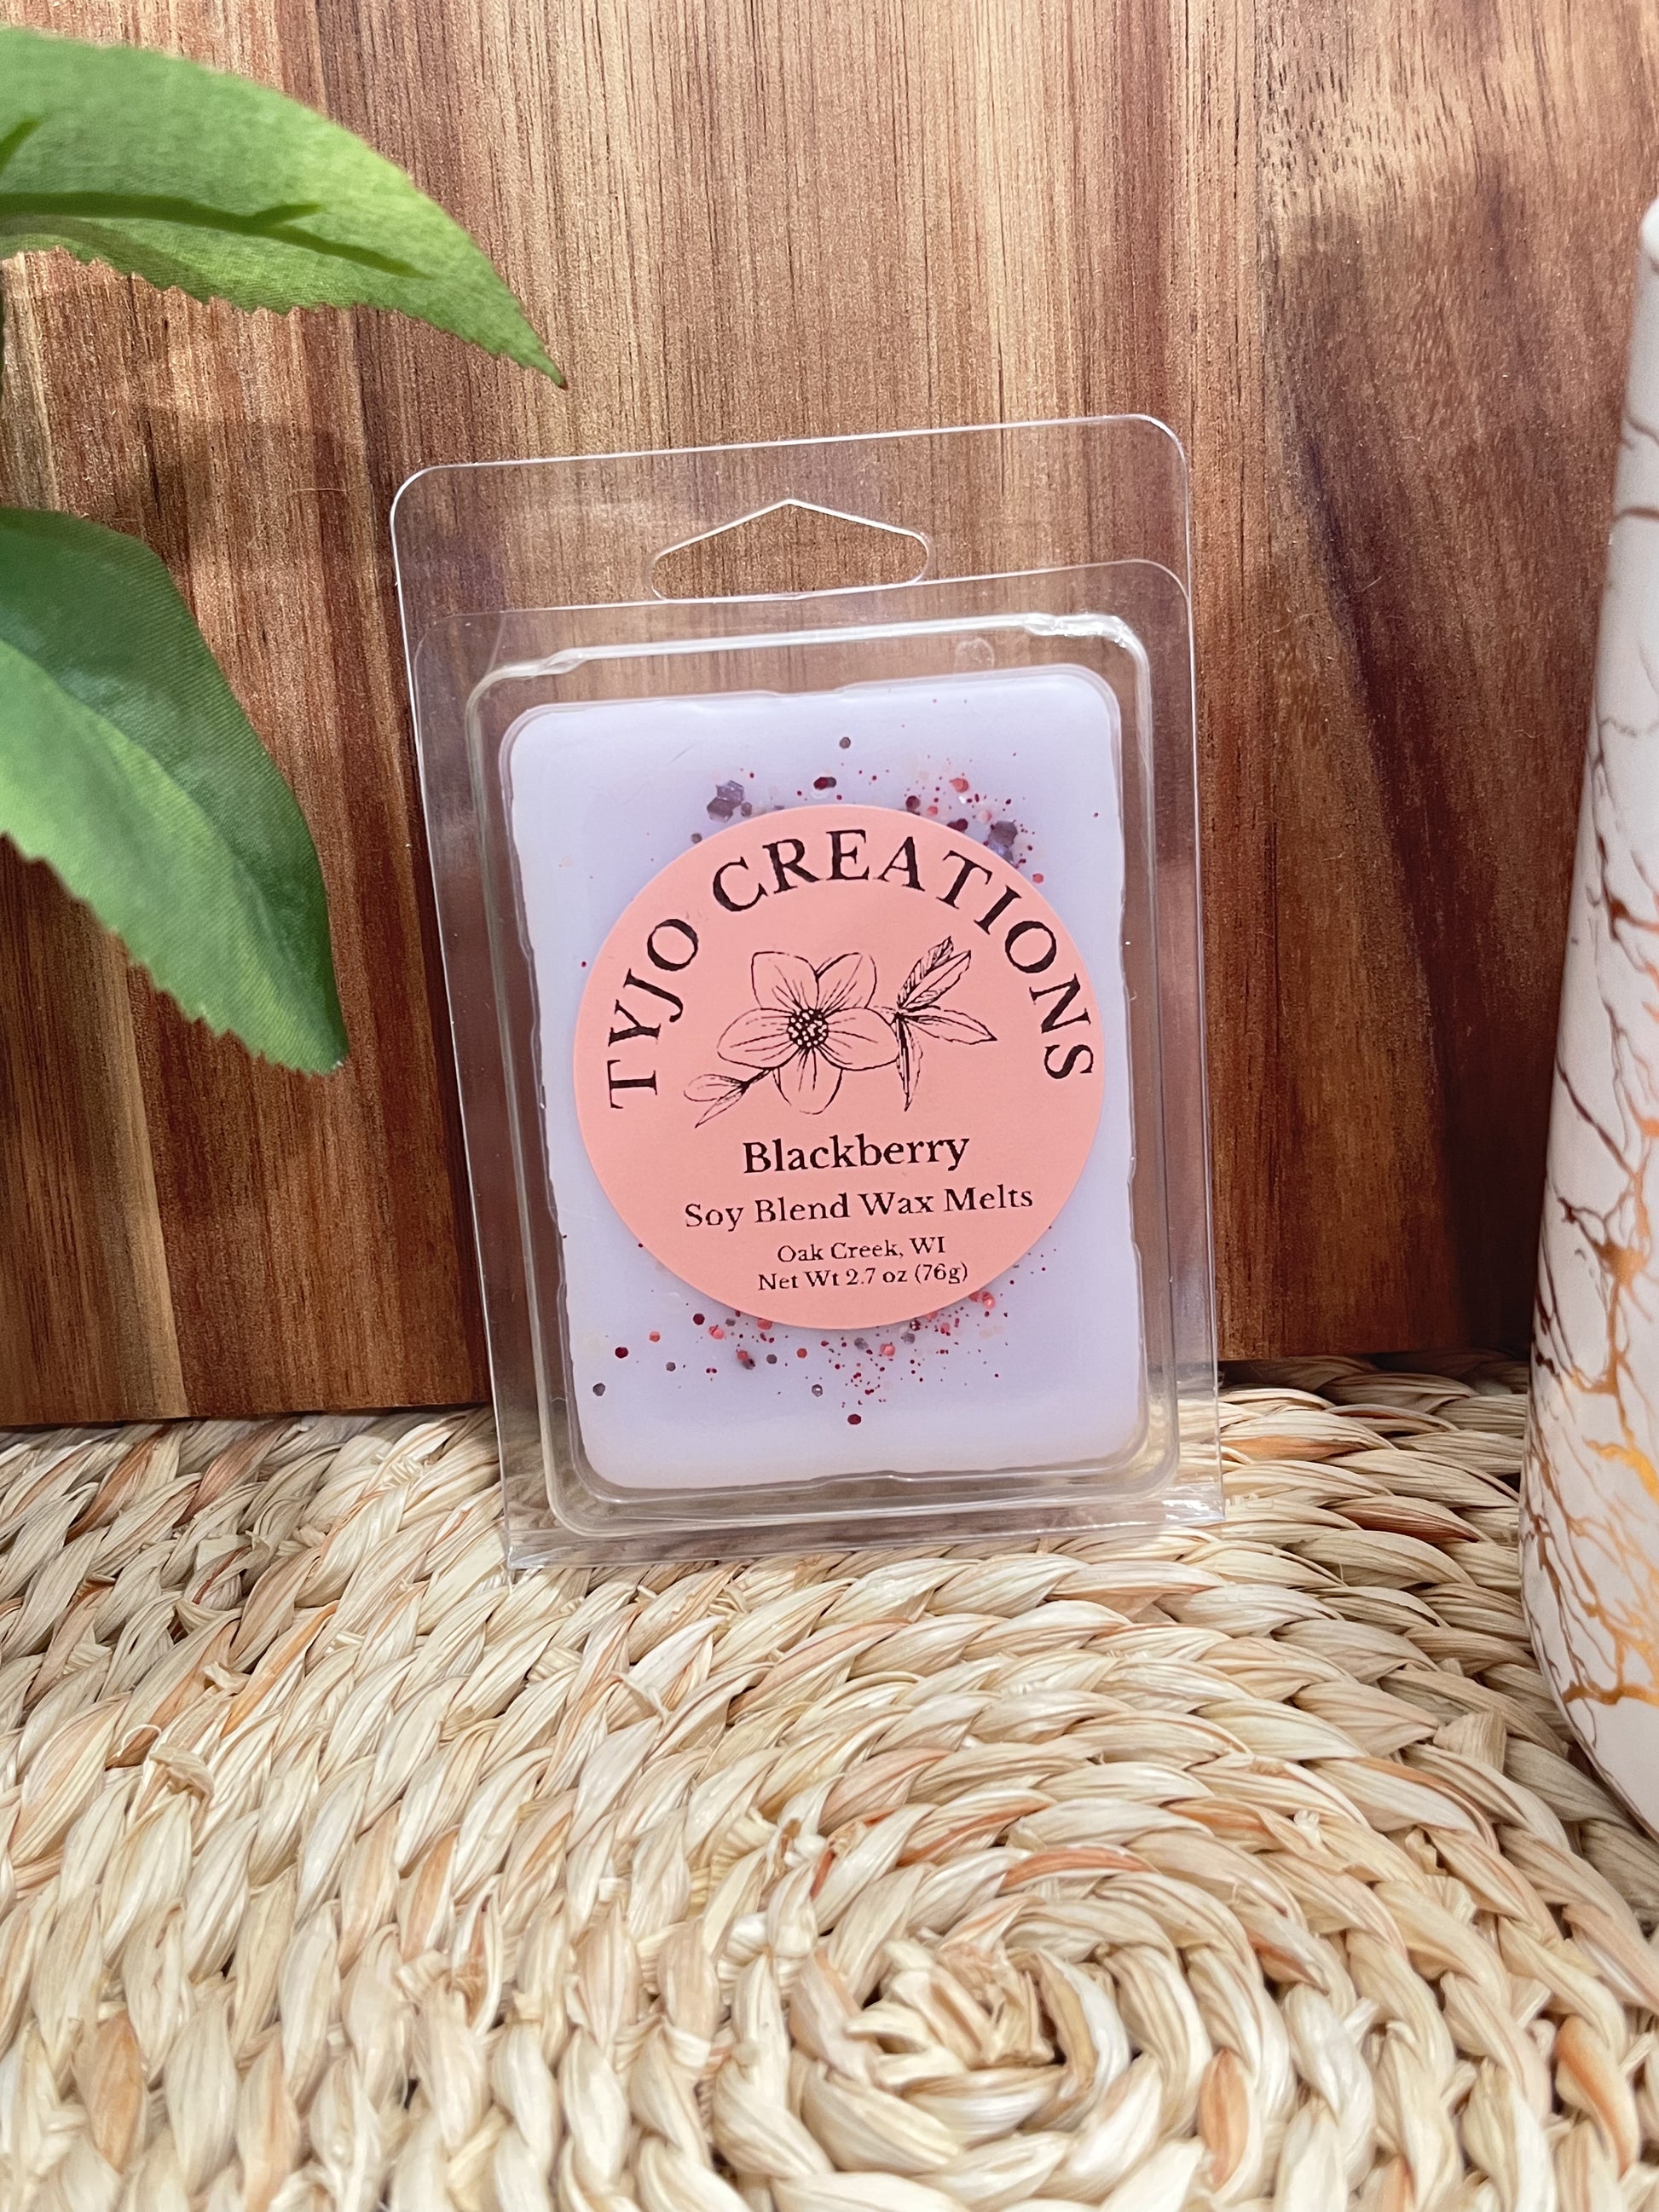 TYJO CREATIONS
Blackberry
Soy Blend Wax Melts
Oak Creek, WI
Net Wt 2.7 oz (76g)